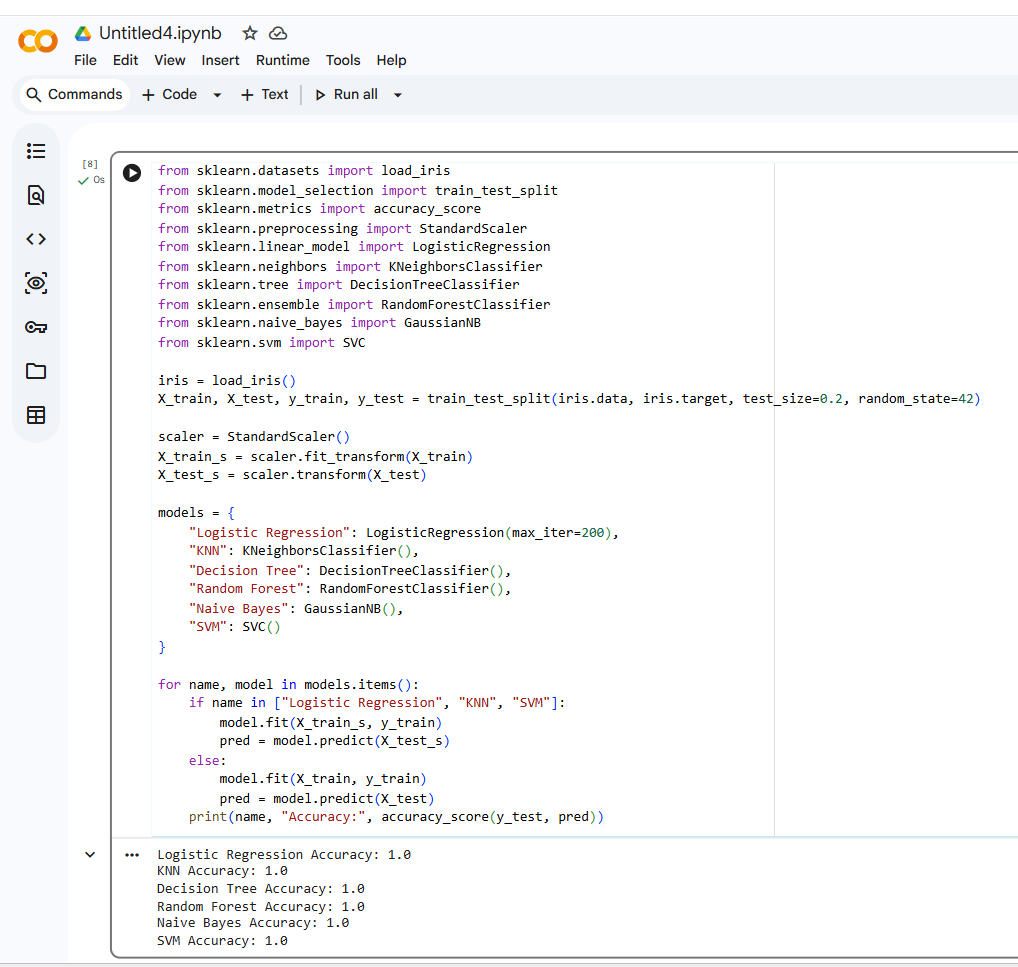 Untitled4.ipynb
File Edit View Insert Runtime Tools Help
Commands + Code + Text Run all
[8]
0s
from sklearn.datasets import load_iris
from sklearn.model_selection import train_test_split
from sklearn.metrics import accuracy_score
from sklearn.preprocessing import StandardScaler
from sklearn.linear_model import LogisticRegression
from sklearn.neighbors import KNeighborsClassifier
from sklearn.tree import DecisionTreeClassifier
from sklearn.ensemble import RandomForestClassifier
from sklearn.naive_bayes import GaussianNB
from sklearn.svm import SVC

iris = load_iris()
X_train, X_test, y_train, y_test = train_test_split(iris.data, iris.target, test_size=0.2, random_state=42)

scaler = StandardScaler()
X_train_s = scaler.fit_transform(X_train)
X_test_s = scaler.transform(X_test)

models = {
    "Logistic Regression": LogisticRegression(max_iter=200),
    "KNN": KNeighborsClassifier(),
    "Decision Tree": DecisionTreeClassifier(),
    "Random Forest": RandomForestClassifier(),
    "Naive Bayes": GaussianNB(),
    "SVM": SVC()
}

for name, model in models.items():
    if name in ["Logistic Regression", "KNN", "SVM"]:
        model.fit(X_train_s, y_train)
        pred = model.predict(X_test_s)
    else:
        model.fit(X_train, y_train)
        pred = model.predict(X_test)
    print(name, "Accuracy:", accuracy_score(y_test, pred))

Logistic Regression Accuracy: 1.0
KNN Accuracy: 1.0
Decision Tree Accuracy: 1.0
Random Forest Accuracy: 1.0
Naive Bayes Accuracy: 1.0
SVM Accuracy: 1.0